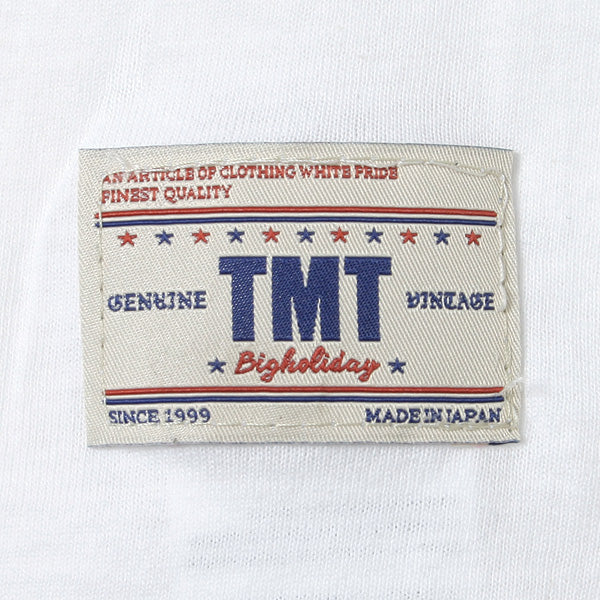 AN ARTICLE OF CLOTHING WHITE PRIDE
FINEST QUALITY
GENUINE TMT VINTAGE
Bigholiday
SINCE 1999 MADE IN JAPAN